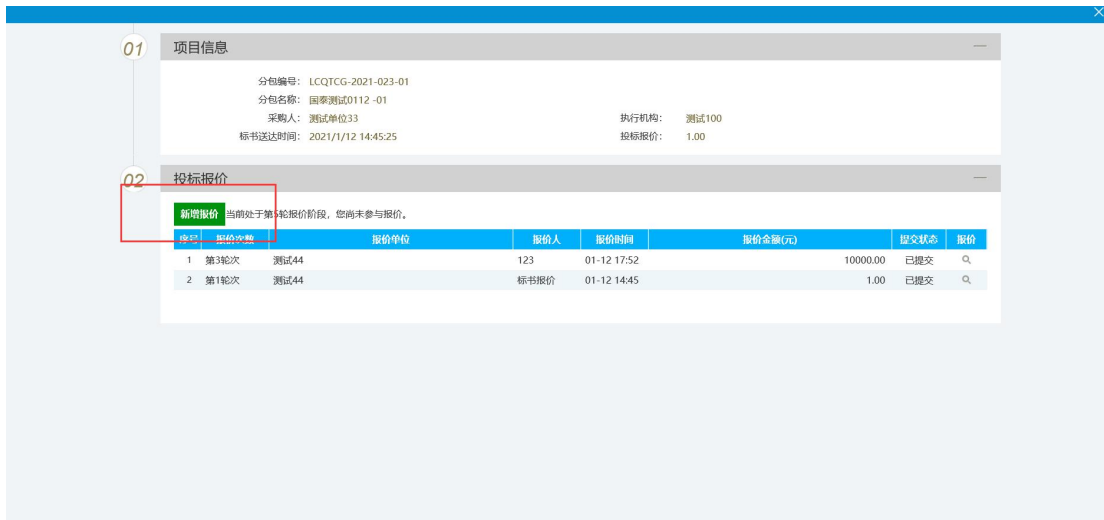 01 项目信息
分包编号: LCQTCG-2021-023-01
分包名称: 国泰测试0112 -01
采购人: 测试单位33 执行机构: 测试100
标书送达时间: 2021/1/12 14:45:25 投标报价: 1.00
02 投标报价
新增报价 当前处于第5轮报价阶段，您尚未参与报价。
序号 报价次数 报价单位 报价人 报价时间 报价金额(元) 提交状态 报价
1 第3轮次 测试44 123 01-12 17:52 10000.00 已提交
2 第1轮次 测试44 标书报价 01-12 14:45 1.00 已提交